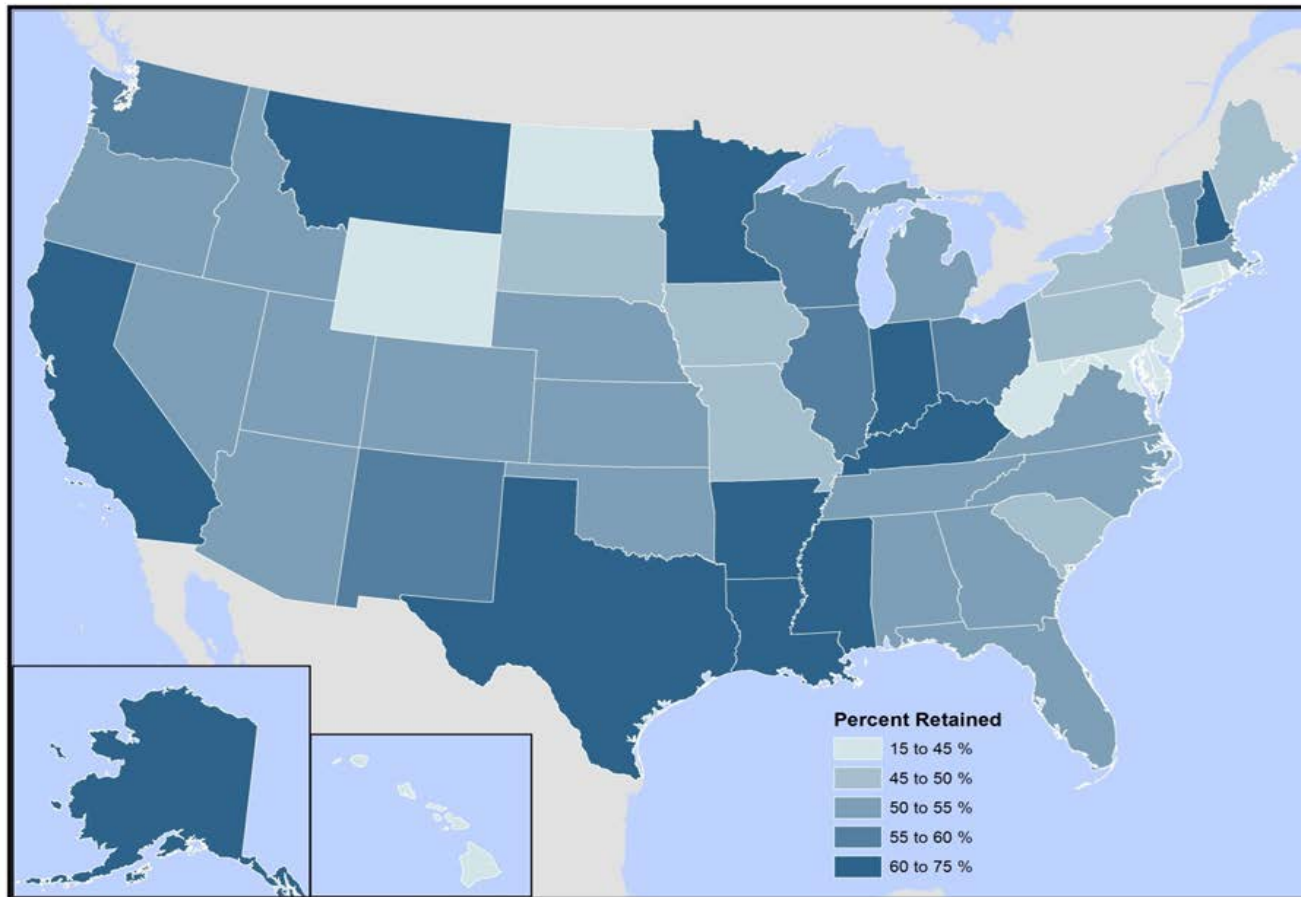 Percent Retained
15 to 45 %
45 to 50 %
50 to 55 %
55 to 60 %
60 to 75 %